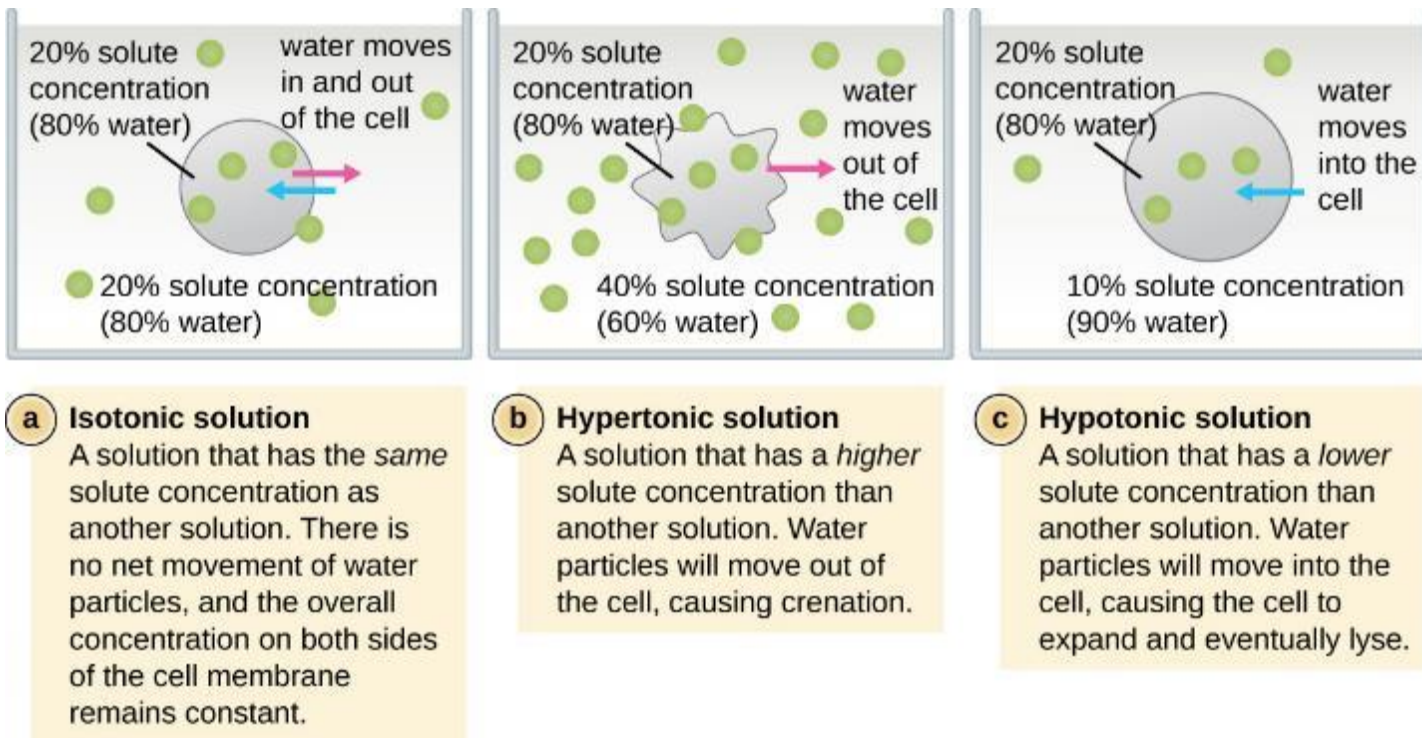 20% solute
concentration
(80% water)
water moves
in and out
of the cell
20% solute concentration
(80% water)
20% solute
concentration
(80% water)
water
moves
out of
the cell
40% solute concentration
(60% water)
20% solute
concentration
(80% water)
water
moves
into the
cell
10% solute concentration
(90% water)
a Isotonic solution
A solution that has the same
solute concentration as
another solution. There is
no net movement of water
particles, and the overall
concentration on both sides
of the cell membrane
remains constant.
b Hypertonic solution
A solution that has a higher
solute concentration than
another solution. Water
particles will move out of
the cell, causing crenation.
c Hypotonic solution
A solution that has a lower
solute concentration than
another solution. Water
particles will move into the
cell, causing the cell to
expand and eventually lyse.